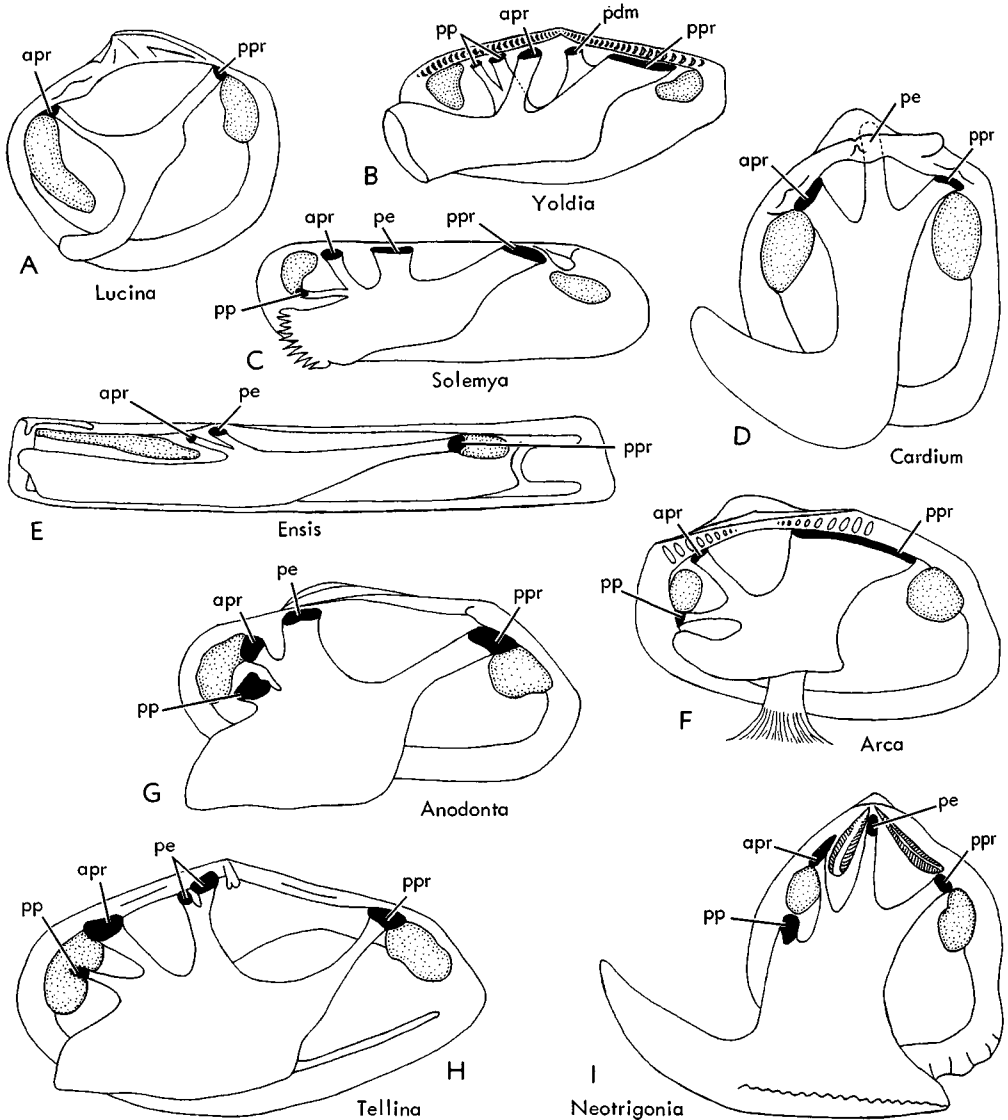 apr
ppr
A
Lucina
pp
apr
pdm
ppr
B
Yoldia
apr
pe
ppr
pp
C
Solemya
pe
apr
ppr
D
Cardium
apr
pe
ppr
E
Ensis
apr
ppr
pp
F
Arca
pe
apr
ppr
pp
G
Anodonta
pe
apr
ppr
pp
H
Tellina
pe
apr
ppr
pp
I
Neotrigonia